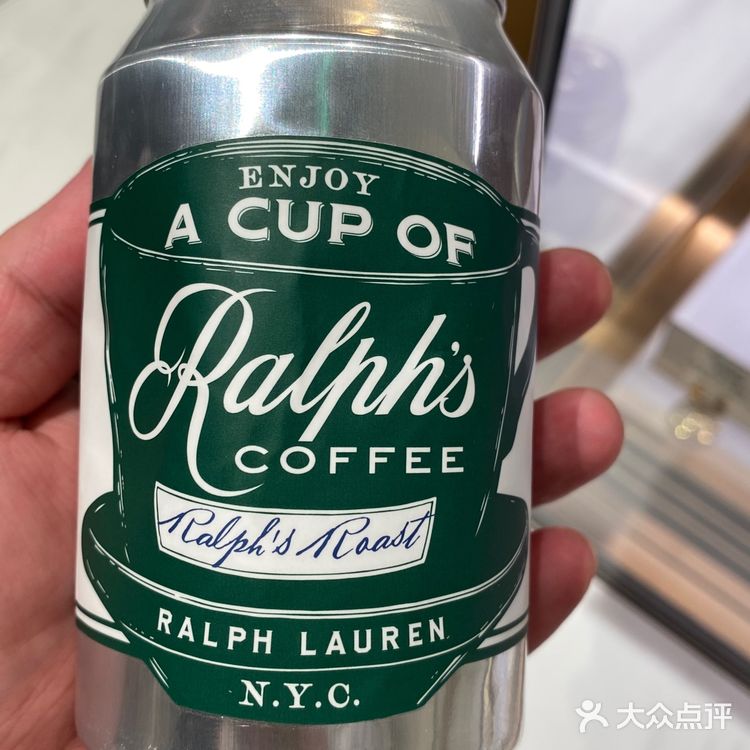 ENJOY
A CUP OF
Ralph's
COFFEE
Ralph's Roast
RALPH LAUREN
N.Y.C.
大众点评